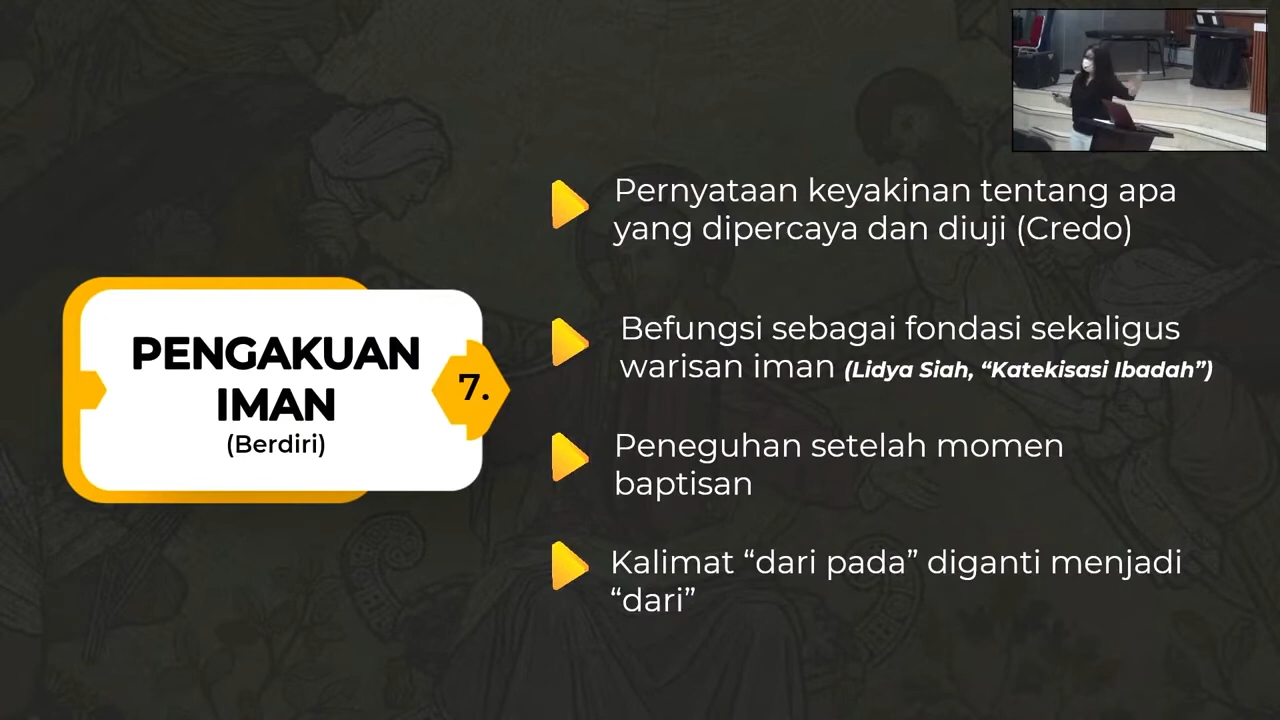 PENGAKUAN
IMAN
(Berdiri)
7.
Pernyataan keyakinan tentang apa
yang dipercaya dan diuji (Credo)
Befungsi sebagai fondasi sekaligus
warisan iman (Lidya Siah, “Katekisasi Ibadah”)
Peneguhan setelah momen
baptisan
Kalimat “dari pada” diganti menjadi
“dari”